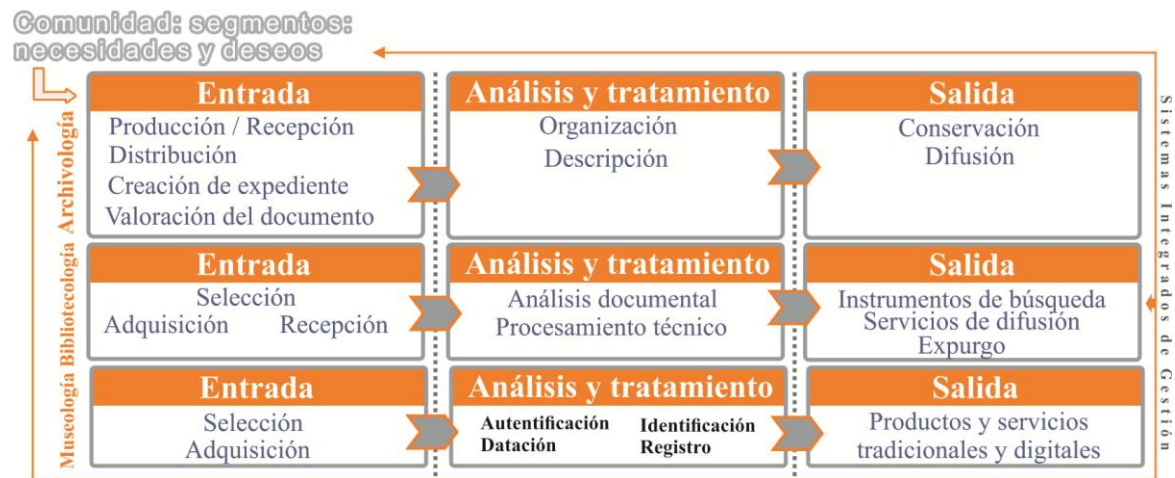 Comunidad: segmentos:
necesidades y deseos
Archivología
Entrada
Producción / Recepción
Distribución
Creación de expediente
Valoración del documento
Análisis y tratamiento
Organización
Descripción
Salida
Conservación
Difusión
Bibliotecología
Entrada
Selección
Adquisición Recepción
Análisis y tratamiento
Análisis documental
Procesamiento técnico
Salida
Instrumentos de búsqueda
Servicios de difusión
Expurgo
Museología
Entrada
Selección
Adquisición
Análisis y tratamiento
Autentificación Identificación
Datación Registro
Salida
Productos y servicios
tradicionales y digitales
Sistemas Integrados de Gestión